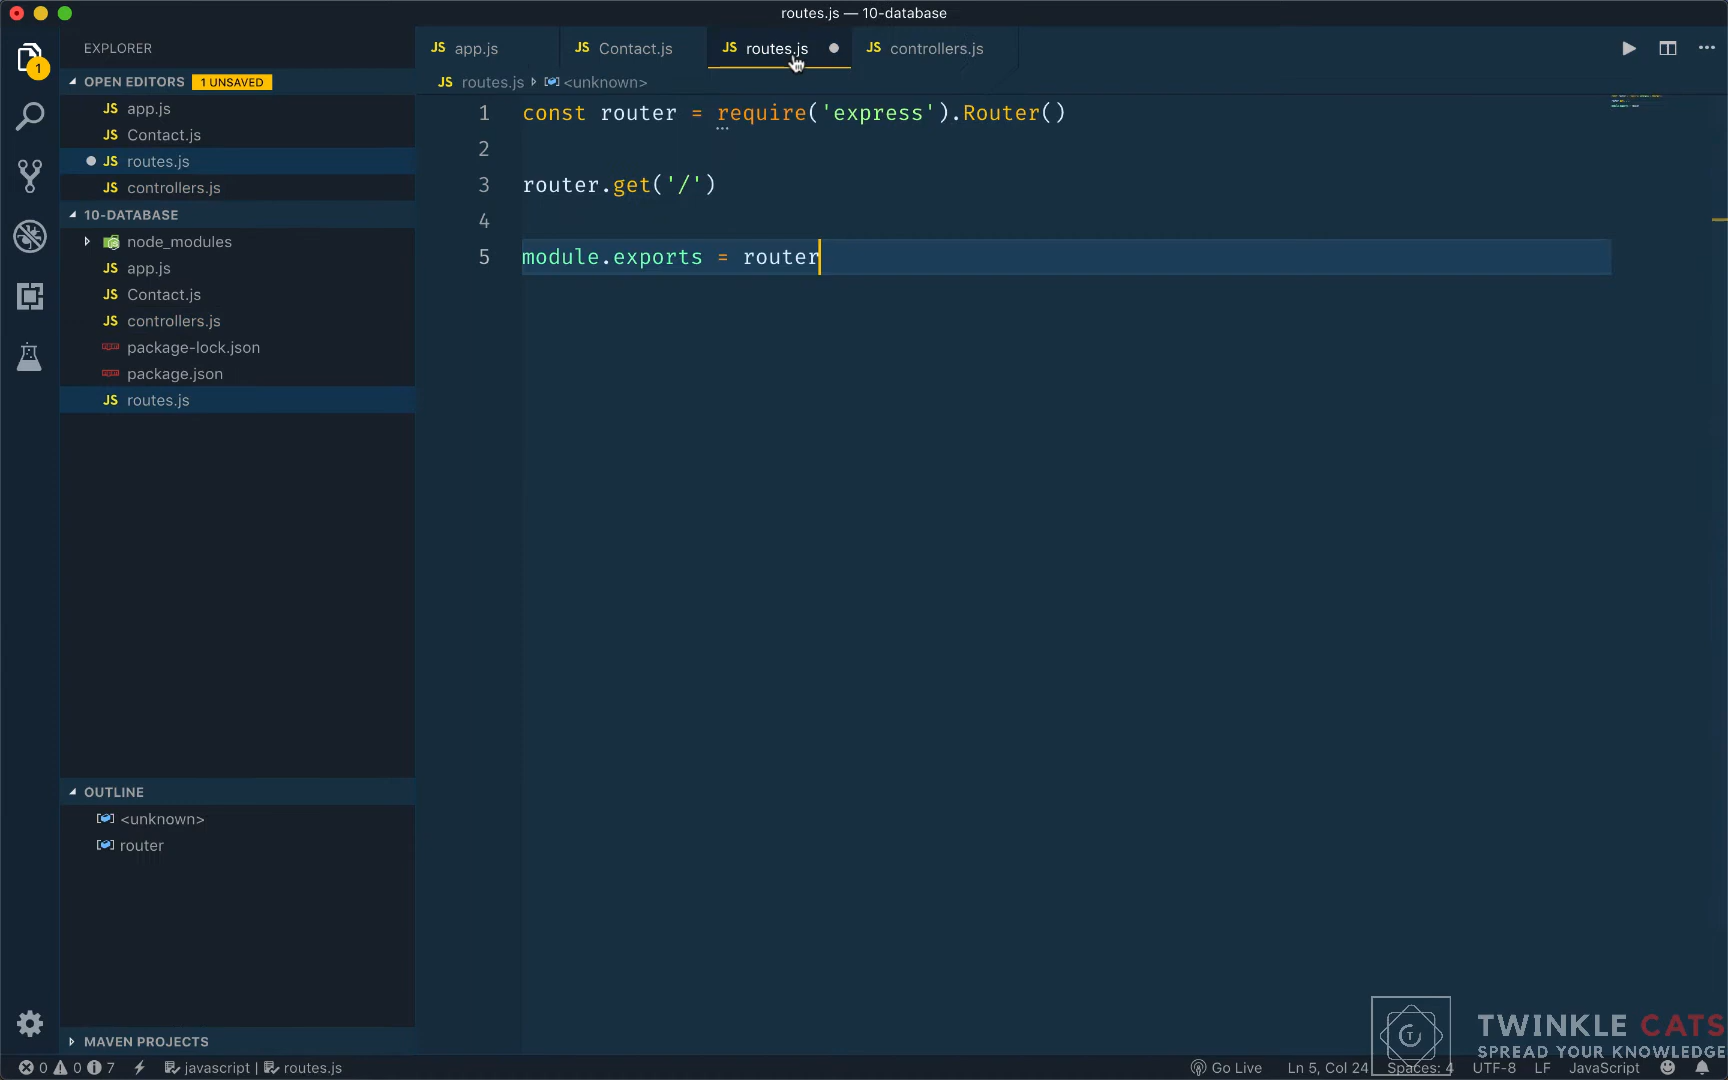 routes.js — 10-database
EXPLORER
OPEN EDITORS 1 UNSAVED
JS app.js
JS Contact.js
JS routes.js
JS controllers.js
10-DATABASE
node_modules
JS app.js
JS Contact.js
JS controllers.js
package-lock.json
package.json
JS routes.js
OUTLINE
<unknown>
router
MAVEN PROJECTS
1
JS app.js
JS Contact.js
JS routes.js
JS controllers.js
JS routes.js <unknown>
1 const router = require('express').Router()
2
3 router.get('/')
4
5 module.exports = router
TWINKLE CATS
SPREAD YOUR KNOWLEDGE
0 0 7 javascript | routes.js
Go Live Ln 5, Col 24 Spaces: 4 UTF-8 LF JavaScript